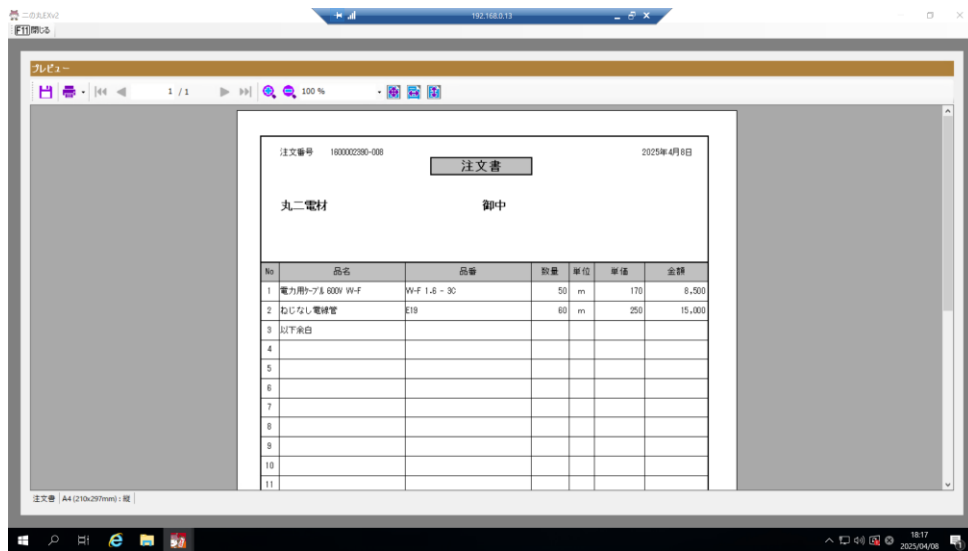 二の丸EXv2
192.168.0.13
[F11]閉じる
プレビュー
1 / 1
100 %
注文番号 1600002390-008
2025年4月8日
注文書
丸二電材 御中
No 品名 品番 数量 単位 単価 金額
1 電力用ケーブル 600V VV-F VV-F 1.6 - 3C 50 m 170 8,500
2 ねじなし電線管 E19 60 m 250 15,000
3 以下余白
4
5
6
7
8
9
10
11
注文書 A4 (210x297mm) : 縦
18:17
2025/04/08